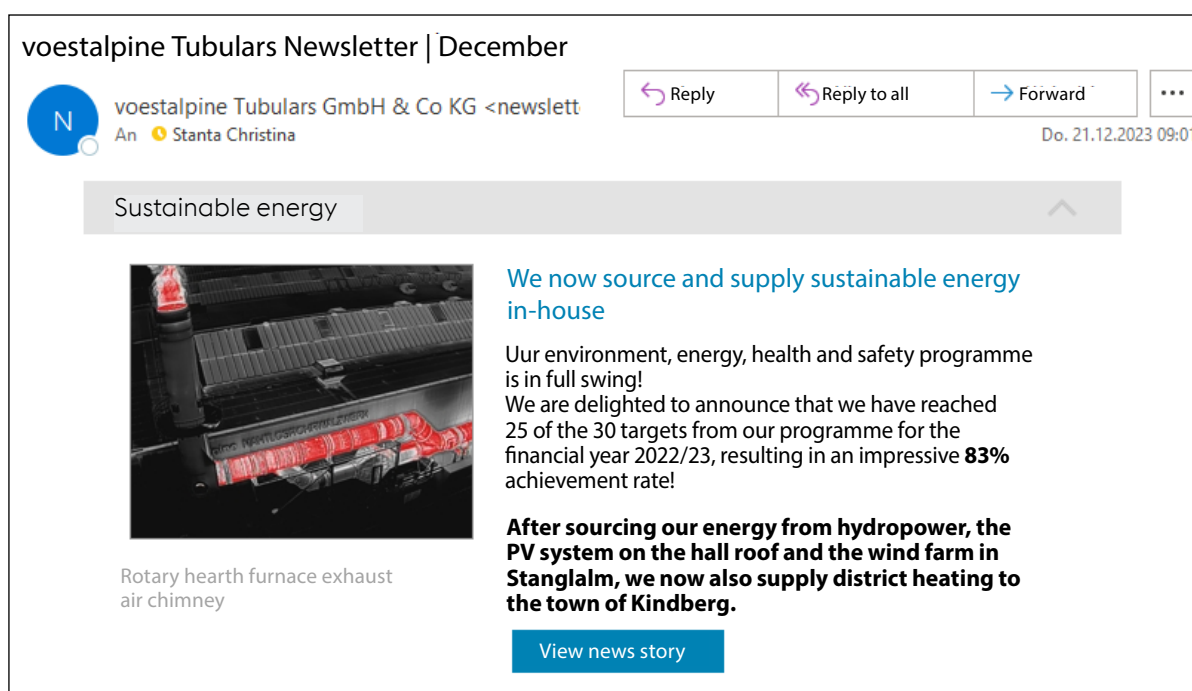 voestalpine Tubulars Newsletter | December
Reply
Reply to all
Forward
N
voestalpine Tubulars GmbH & Co KG <newslett
An Stanta Christina
Do. 21.12.2023 09:01
Sustainable energy
We now source and supply sustainable energy
in-house
Uur environment, energy, health and safety programme
is in full swing!
We are delighted to announce that we have reached
25 of the 30 targets from our programme for the
financial year 2022/23, resulting in an impressive 83%
achievement rate!
After sourcing our energy from hydropower, the
PV system on the hall roof and the wind farm in
Stanglalm, we now also supply district heating to
the town of Kindberg.
View news story
NAHTLOSROHRWALZWERK
Rotary hearth furnace exhaust
air chimney